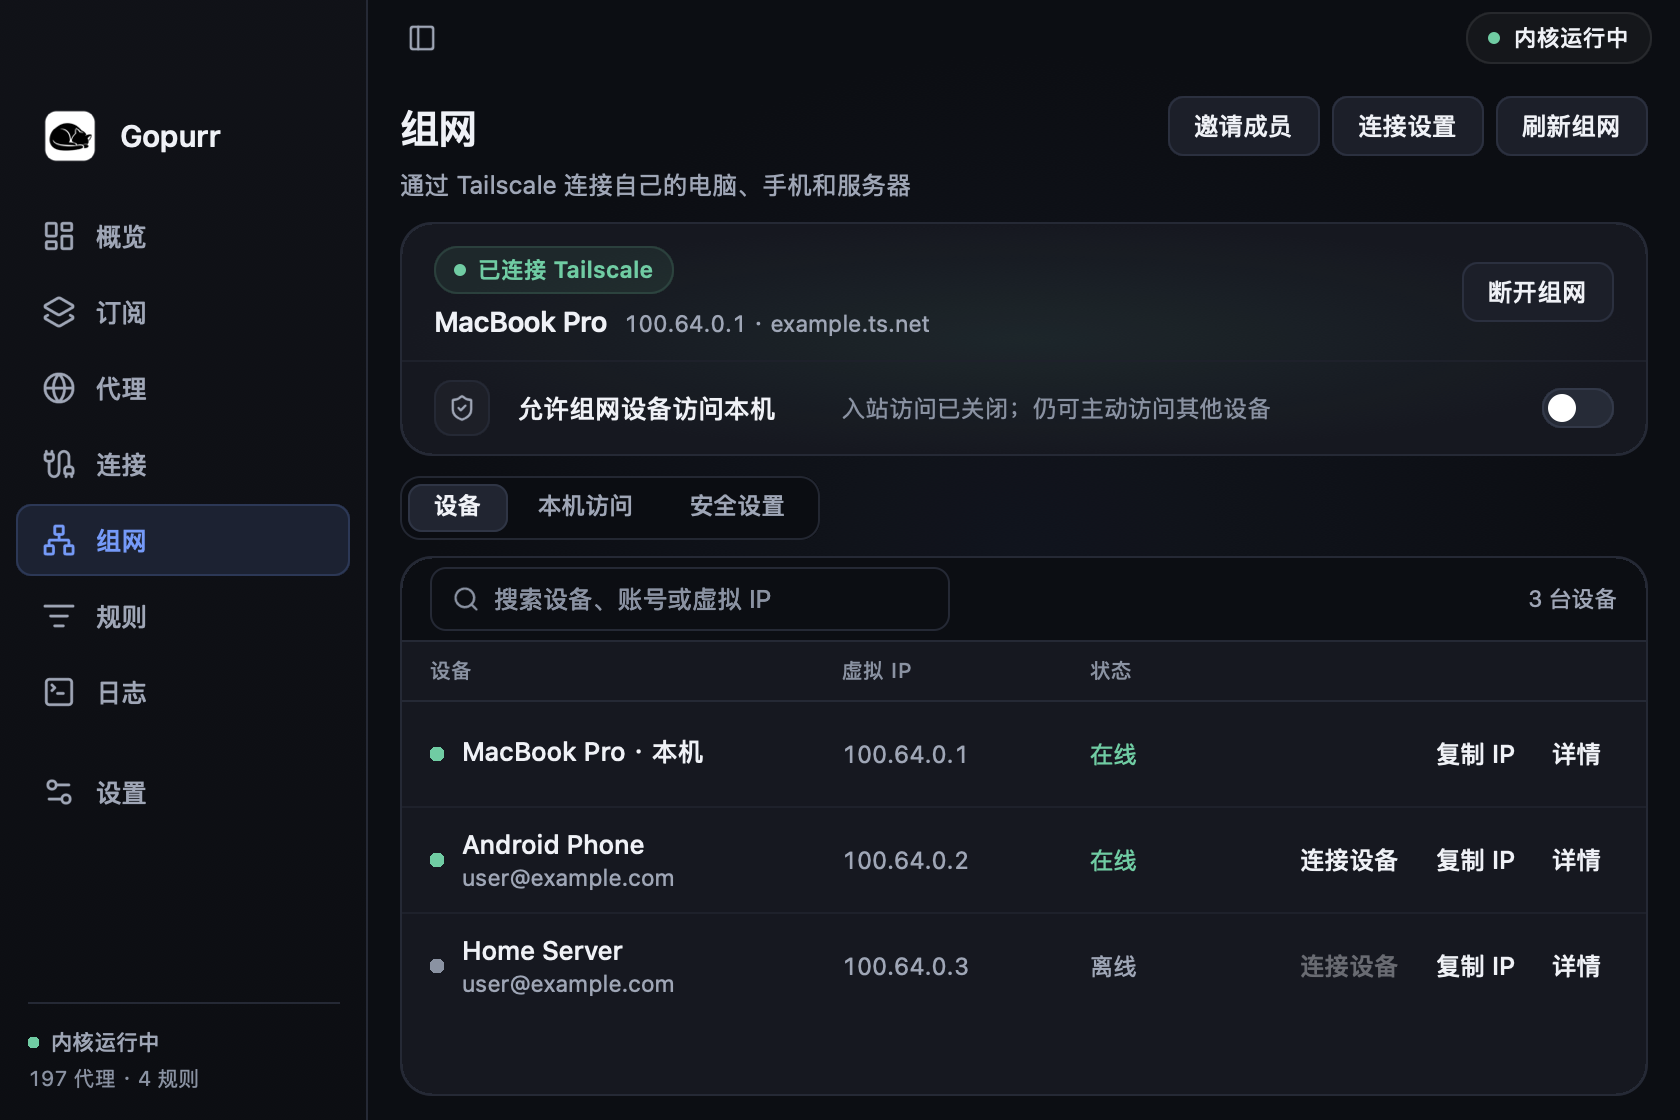 内核运行中
Gopurr
概览
订阅
代理
连接
组网
规则
日志
设置
内核运行中
197 代理 · 4 规则
组网
邀请成员 连接设置 刷新组网
通过 Tailscale 连接自己的电脑、手机和服务器
已连接 Tailscale
断开组网
MacBook Pro 100.64.0.1 · example.ts.net
允许组网设备访问本机 入站访问已关闭；仍可主动访问其他设备
设备 本机访问 安全设置
搜索设备、账号或虚拟 IP 3 台设备
设备 虚拟 IP 状态
MacBook Pro · 本机 100.64.0.1 在线 复制 IP 详情
Android Phone
user@example.com
100.64.0.2 在线 连接设备 复制 IP 详情
Home Server
user@example.com
100.64.0.3 离线 连接设备 复制 IP 详情